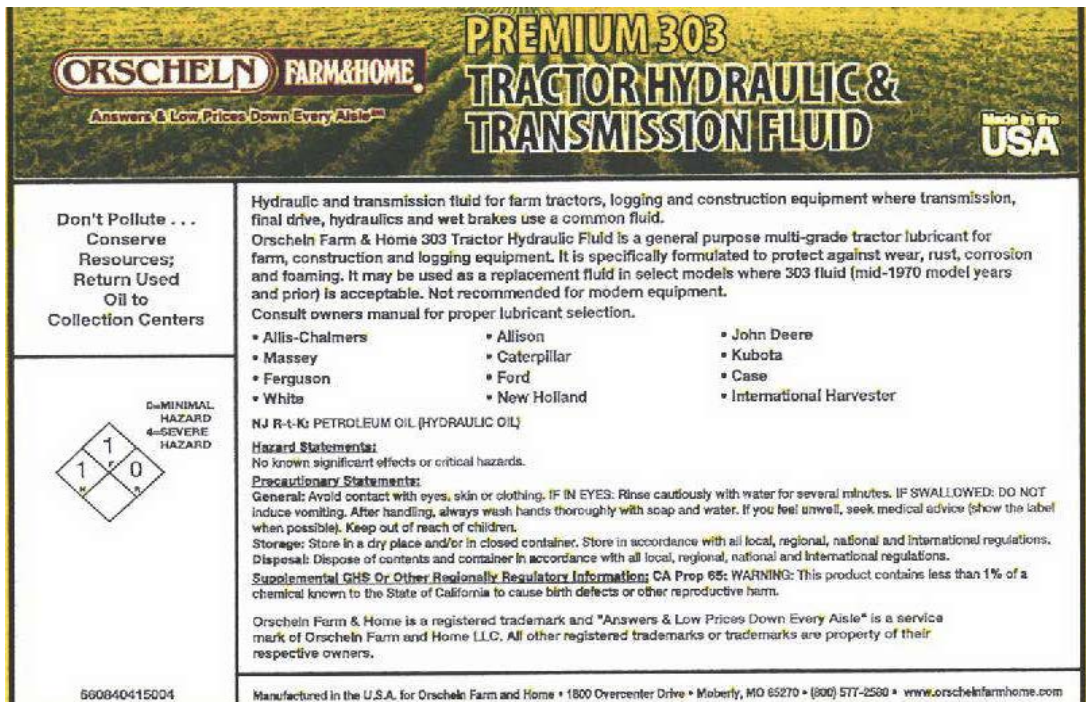 ORSCHELN FARM&HOME
Answers & Low Prices Down Every Aisle℠
PREMIUM 303
TRACTOR HYDRAULIC &
TRANSMISSION FLUID
Made in the
USA
Don't Pollute . . .
Conserve
Resources;
Return Used
Oil to
Collection Centers
0=MINIMAL
HAZARD
4=SEVERE
HAZARD
1
1 0
660840415004
Hydraulic and transmission fluid for farm tractors, logging and construction equipment where transmission,
final drive, hydraulics and wet brakes use a common fluid.
Orscheln Farm & Home 303 Tractor Hydraulic Fluid is a general purpose multi-grade tractor lubricant for
farm, construction and logging equipment. It is specifically formulated to protect against wear, rust, corrosion
and foaming. It may be used as a replacement fluid in select models where 303 fluid (mid-1970 model years
and prior) is acceptable. Not recommended for modern equipment.
Consult owners manual for proper lubricant selection.
• Allis-Chalmers • Allison • John Deere
• Massey • Caterpillar • Kubota
• Ferguson • Ford • Case
• White • New Holland • International Harvester
NJ R-t-K: PETROLEUM OIL (HYDRAULIC OIL)
Hazard Statements:
No known significant effects or critical hazards.
Precautionary Statements:
General: Avoid contact with eyes, skin or clothing. IF IN EYES: Rinse cautiously with water for several minutes. IF SWALLOWED: DO NOT
induce vomiting. After handling, always wash hands thoroughly with soap and water. If you feel unwell, seek medical advice (show the label
when possible). Keep out of reach of children.
Storage: Store in a dry place and/or in closed container. Store in accordance with all local, regional, national and international regulations.
Disposal: Dispose of contents and container in accordance with all local, regional, national and international regulations.
Supplemental GHS Or Other Regionally Regulatory Information: CA Prop 65: WARNING: This product contains less than 1% of a
chemical known to the State of California to cause birth defects or other reproductive harm.
Orscheln Farm & Home is a registered trademark and "Answers & Low Prices Down Every Aisle" is a service
mark of Orscheln Farm and Home LLC. All other registered trademarks or trademarks are property of their
respective owners.
Manufactured in the U.S.A. for Orscheln Farm and Home • 1800 Overcenter Drive • Moberly, MO 65270 • (800) 577-2580 • www.orschelnfarmhome.com